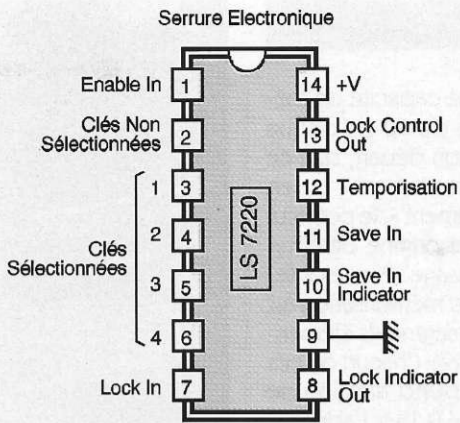 Serrure Electronique
Enable In 1
Clés Non
Sélectionnées 2
1 3
2 4
Clés
Sélectionnées
3 5
4 6
Lock In 7
LS 7220
14 +V
13 Lock Control
Out
12 Temporisation
11 Save In
10 Save In
Indicator
9
8 Lock Indicator
Out